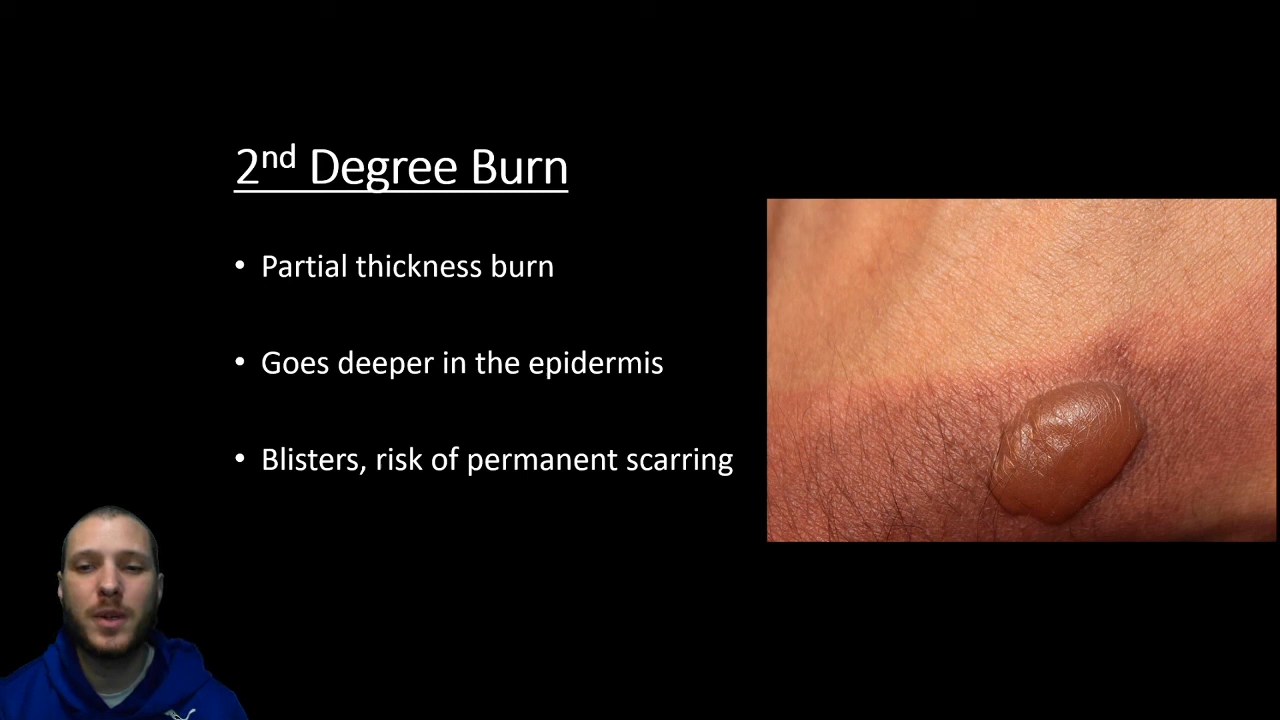 2nd Degree Burn
• Partial thickness burn
• Goes deeper in the epidermis
• Blisters, risk of permanent scarring